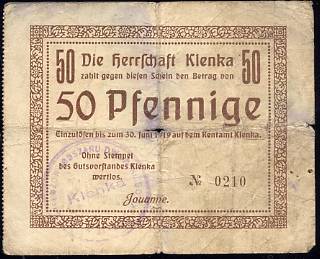 50 Die Herrschaft Klenka 50
zahlt gegen diesen Schein den Betrag von
50 Pfennige
Einzulösen bis zum 30. Juni 1919 auf dem Rentamt Klenka.
Ohne Stempel
des Gutsvorstandes Klenka
wertlos.
Klenka
№ 0210
Jouanne.